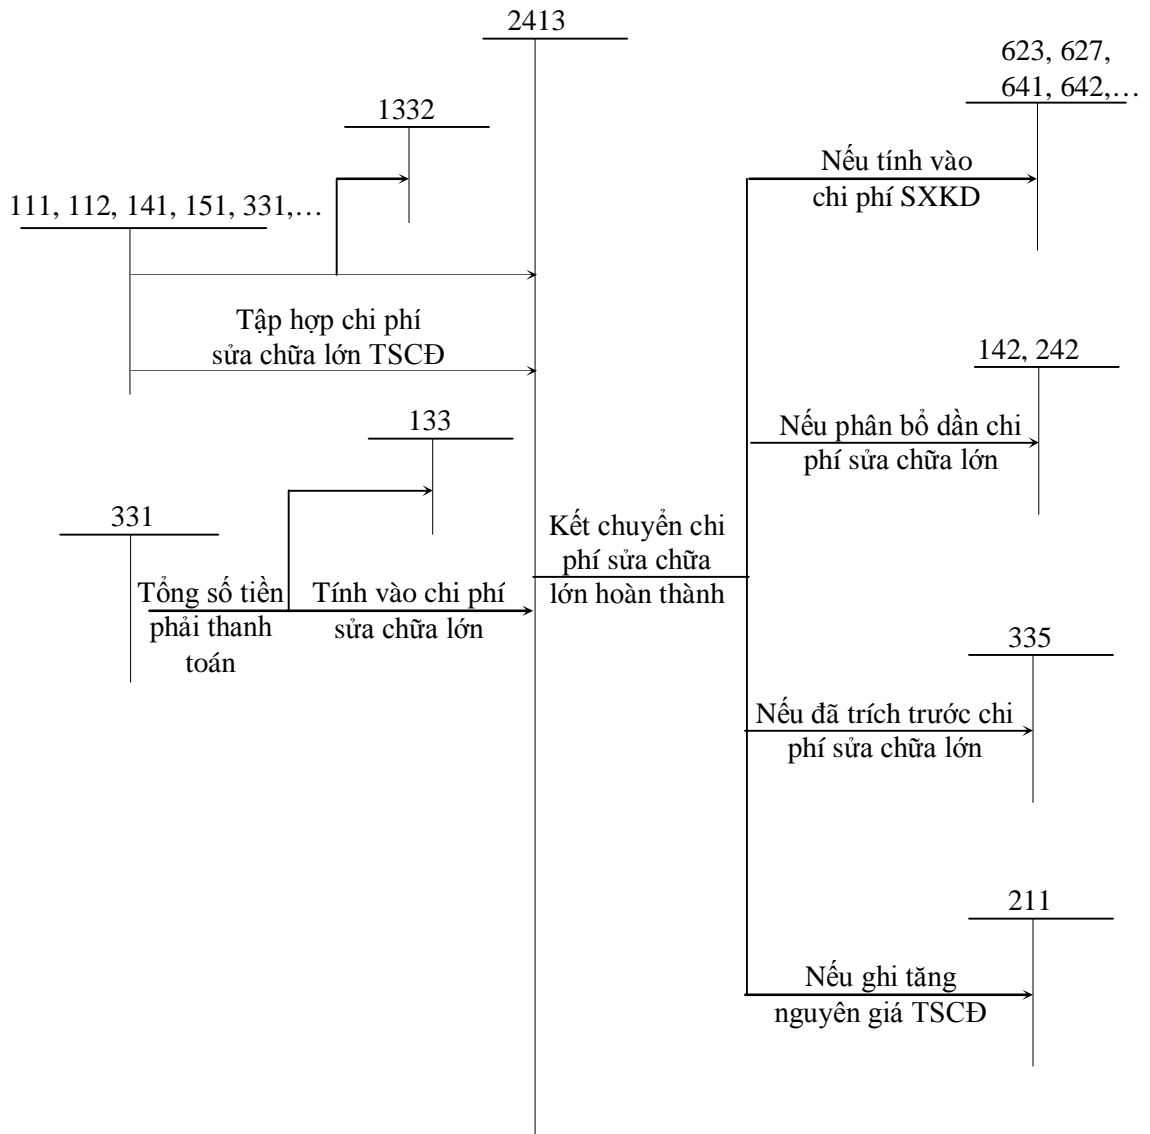 2413
623, 627,
641, 642,…
1332
Nếu tính vào
chi phí SXKD
111, 112, 141, 151, 331,…
Tập hợp chi phí
sửa chữa lớn TSCĐ
142, 242
133
Nếu phân bổ dần chi
phí sửa chữa lớn
331
Kết chuyển chi
phí sửa chữa
lớn hoàn thành
Tổng số tiền
phải thanh
toán
Tính vào chi phí
sửa chữa lớn
335
Nếu đã trích trước chi
phí sửa chữa lớn
211
Nếu ghi tăng
nguyên giá TSCĐ